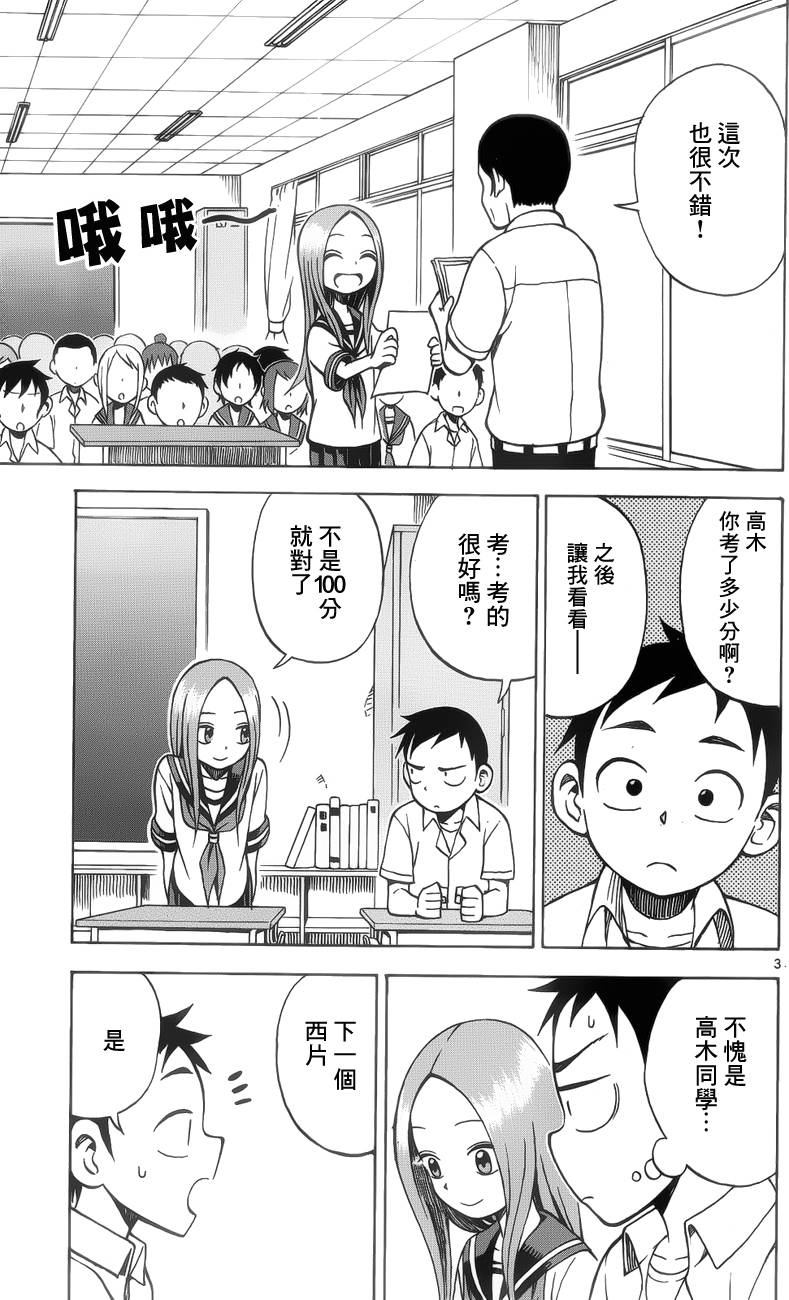 這次
也很不錯！
哦 哦～
高木
你考了多少分啊？
之後
讓我看看——
考…考的
很好嗎？
不是100分
就對了
3
不愧是
高木同學…
下一個
西片
是